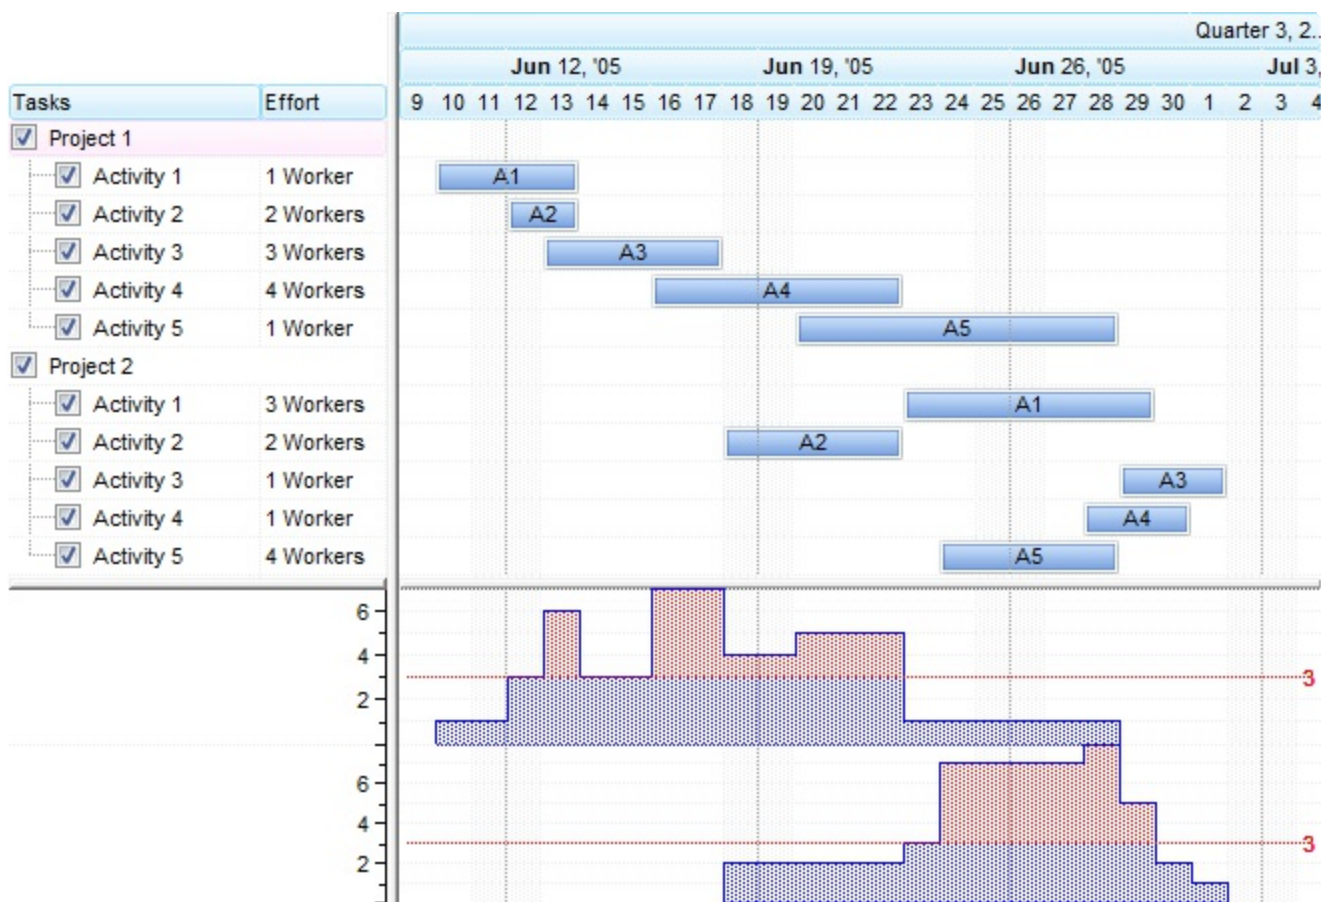 Quarter 3, 2..
Jun 12, '05 Jun 19, '05 Jun 26, '05 Jul 3,
Tasks Effort 9 10 11 12 13 14 15 16 17 18 19 20 21 22 23 24 25 26 27 28 29 30 1 2 3 4
Project 1
Activity 1 1 Worker A1
Activity 2 2 Workers A2
Activity 3 3 Workers A3
Activity 4 4 Workers A4
Activity 5 1 Worker A5
Project 2
Activity 1 3 Workers A1
Activity 2 2 Workers A2
Activity 3 1 Worker A3
Activity 4 1 Worker A4
Activity 5 4 Workers A5
6
4
3
2
6
4
3
2